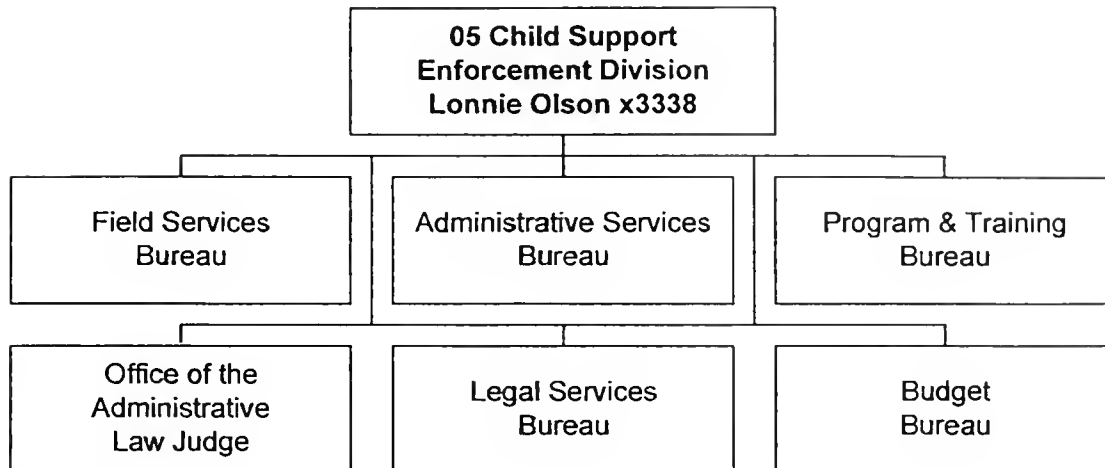 05 Child Support
Enforcement Division
Lonnie Olson x3338
Field Services
Bureau
Administrative Services
Bureau
Program & Training
Bureau
Office of the
Administrative
Law Judge
Legal Services
Bureau
Budget
Bureau